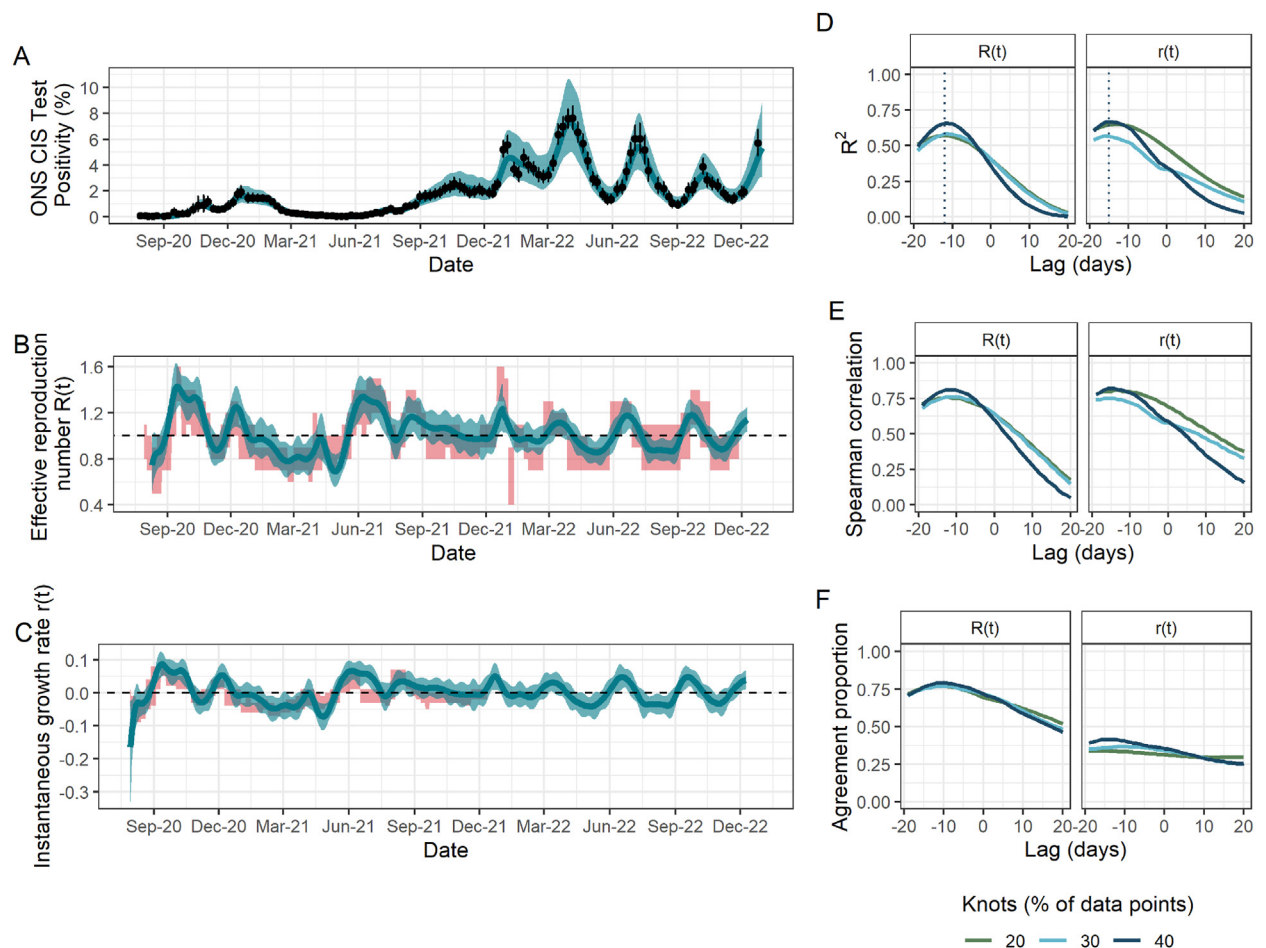 A
ONS CIS Test
Positivity (%)
10
8
6
4
2
0
Sep-20 Dec-20 Mar-21 Jun-21 Sep-21 Dec-21 Mar-22 Jun-22 Sep-22 Dec-22
Date
B
Effective reproduction
number R(t)
1.6
1.2
0.8
0.4
Sep-20 Dec-20 Mar-21 Jun-21 Sep-21 Dec-21 Mar-22 Jun-22 Sep-22 Dec-22
Date
C
Instantaneous growth rate r(t)
0.1
0.0
-0.1
-0.2
-0.3
Sep-20 Dec-20 Mar-21 Jun-21 Sep-21 Dec-21 Mar-22 Jun-22 Sep-22 Dec-22
Date
D
R(t) r(t)
R²
1.00
0.75
0.50
0.25
0.00
-20 -10 0 10 20 -20 -10 0 10 20
Lag (days)
E
R(t) r(t)
Spearman correlation
1.00
0.75
0.50
0.25
0.00
-20 -10 0 10 20 -20 -10 0 10 20
Lag (days)
F
R(t) r(t)
Agreement proportion
1.00
0.75
0.50
0.25
0.00
-20 -10 0 10 20 -20 -10 0 10 20
Lag (days)
Knots (% of data points)
20 30 40